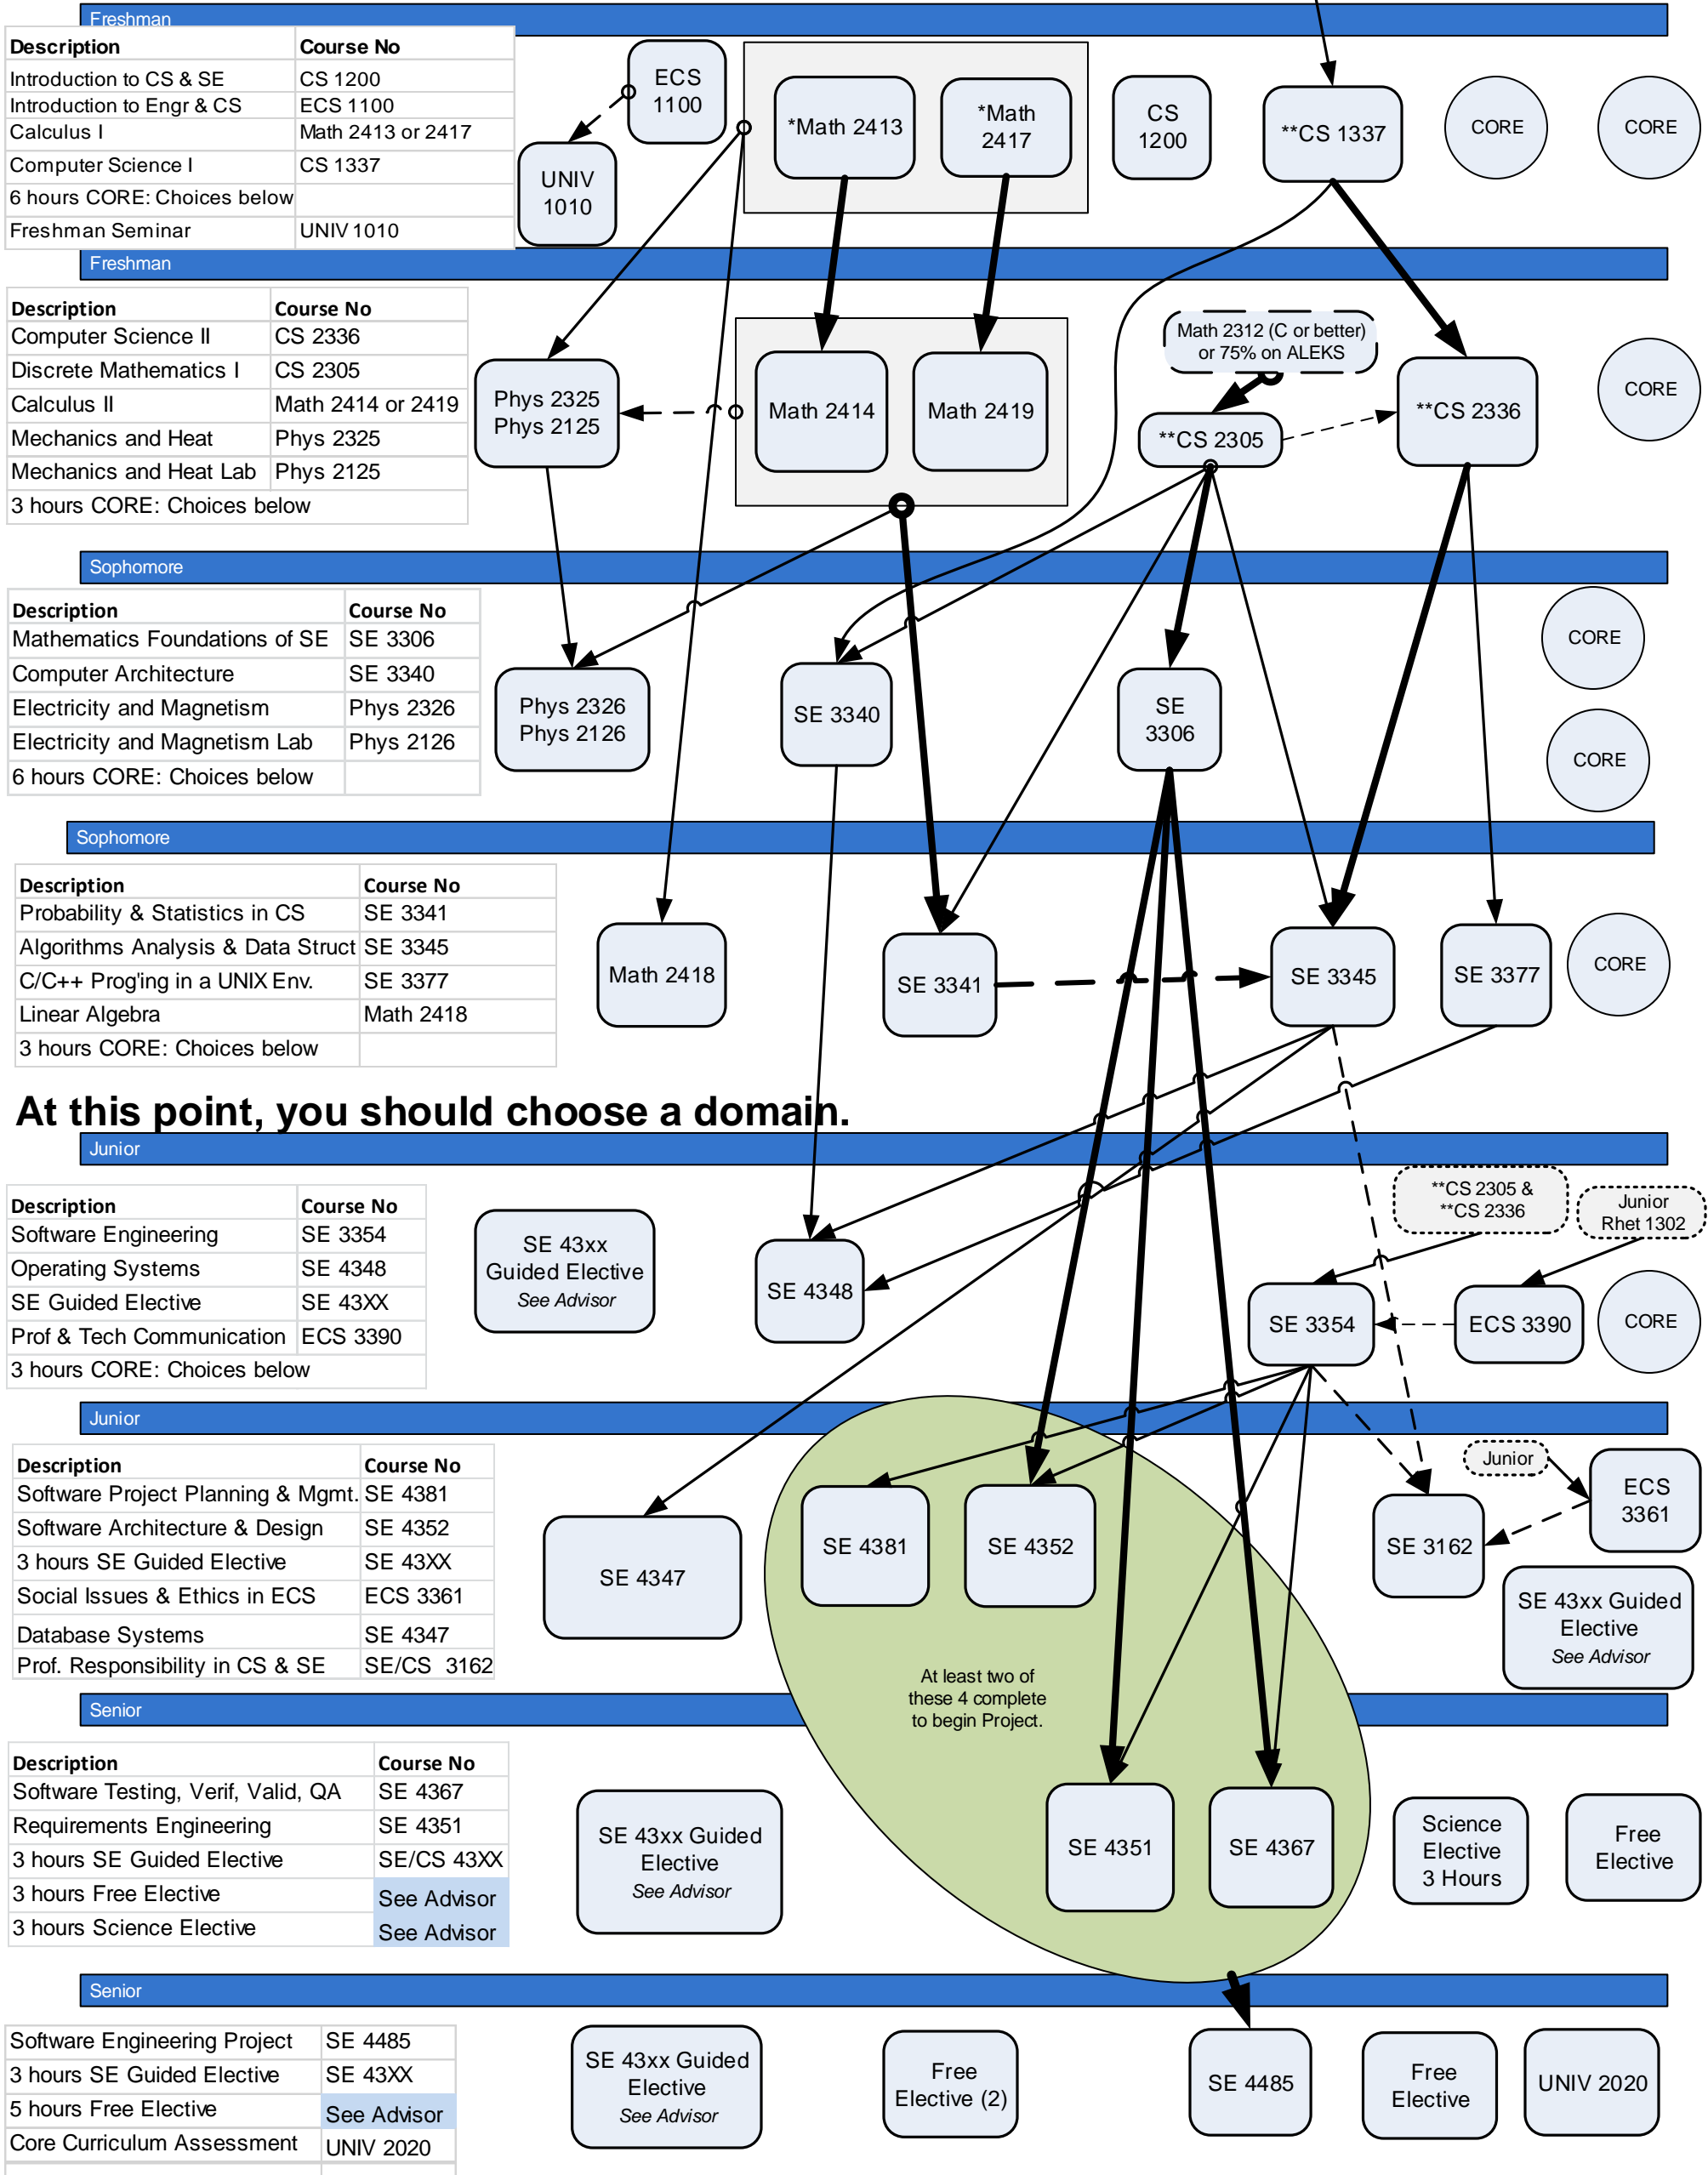 Freshman
Description Course No
Introduction to CS & SE CS 1200
Introduction to Engr & CS ECS 1100
Calculus I Math 2413 or 2417
Computer Science I CS 1337
6 hours CORE: Choices below
Freshman Seminar UNIV 1010
ECS
1100
UNIV
1010
*Math 2413
*Math
2417
CS
1200
**CS 1337
CORE
CORE
Freshman
Description Course No
Computer Science II CS 2336
Discrete Mathematics I CS 2305
Calculus II Math 2414 or 2419
Mechanics and Heat Phys 2325
Mechanics and Heat Lab Phys 2125
3 hours CORE: Choices below
Phys 2325
Phys 2125
Math 2414
Math 2419
Math 2312 (C or better)
or 75% on ALEKS
**CS 2305
**CS 2336
CORE
Sophomore
Description Course No
Mathematics Foundations of SE SE 3306
Computer Architecture SE 3340
Electricity and Magnetism Phys 2326
Electricity and Magnetism Lab Phys 2126
6 hours CORE: Choices below
Phys 2326
Phys 2126
SE 3340
SE
3306
CORE
CORE
Sophomore
Description Course No
Probability & Statistics in CS SE 3341
Algorithms Analysis & Data Struct SE 3345
C/C++ Prog'ing in a UNIX Env. SE 3377
Linear Algebra Math 2418
3 hours CORE: Choices below
Math 2418
SE 3341
SE 3345
SE 3377
CORE
At this point, you should choose a domain.
Junior
Description Course No
Software Engineering SE 3354
Operating Systems SE 4348
SE Guided Elective SE 43XX
Prof & Tech Communication ECS 3390
3 hours CORE: Choices below
SE 43xx
Guided Elective
See Advisor
SE 4348
**CS 2305 &
**CS 2336
Junior
Rhet 1302
SE 3354
ECS 3390
CORE
Junior
Description Course No
Software Project Planning & Mgmt. SE 4381
Software Architecture & Design SE 4352
3 hours SE Guided Elective SE 43XX
Social Issues & Ethics in ECS ECS 3361
Database Systems SE 4347
Prof. Responsibility in CS & SE SE/CS 3162
SE 4347
SE 4381
SE 4352
Junior
ECS
3361
SE 3162
SE 43xx Guided
Elective
See Advisor
At least two of
these 4 complete
to begin Project.
Senior
Description Course No
Software Testing, Verif, Valid, QA SE 4367
Requirements Engineering SE 4351
3 hours SE Guided Elective SE/CS 43XX
3 hours Free Elective See Advisor
3 hours Science Elective See Advisor
SE 43xx Guided
Elective
See Advisor
SE 4351
SE 4367
Science
Elective
3 Hours
Free
Elective
Senior
Software Engineering Project SE 4485
3 hours SE Guided Elective SE 43XX
5 hours Free Elective See Advisor
Core Curriculum Assessment UNIV 2020
SE 43xx Guided
Elective
See Advisor
Free
Elective (2)
SE 4485
Free
Elective
UNIV 2020